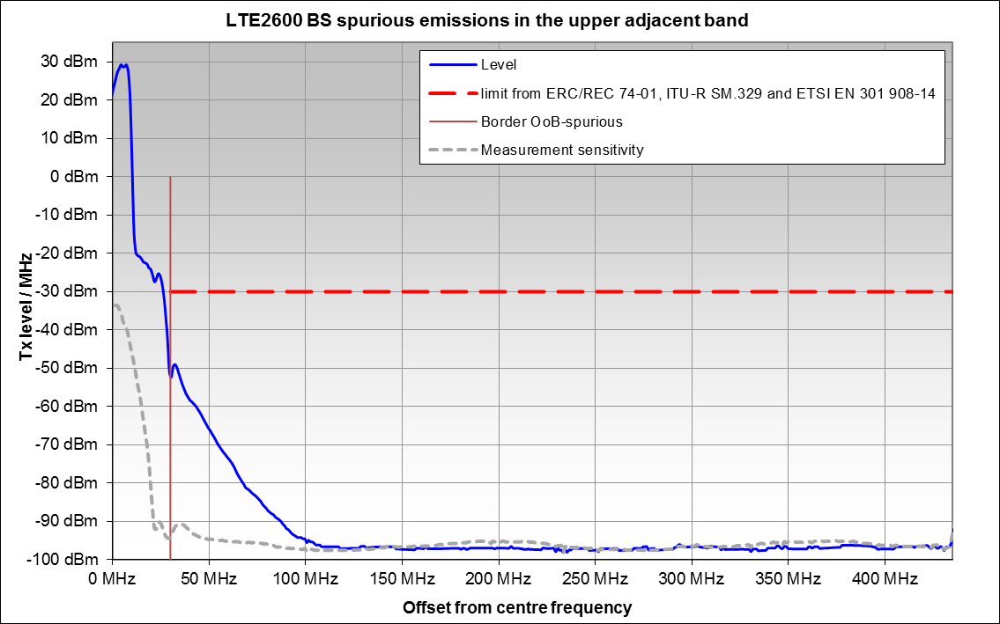 LTE2600 BS spurious emissions in the upper adjacent band
Level
limit from ERC/REC 74-01, ITU-R SM.329 and ETSI EN 301 908-14
Border OoB-spurious
Measurement sensitivity
Tx level / MHz
30 dBm
20 dBm
10 dBm
0 dBm
-10 dBm
-20 dBm
-30 dBm
-40 dBm
-50 dBm
-60 dBm
-70 dBm
-80 dBm
-90 dBm
-100 dBm
0 MHz
50 MHz
100 MHz
150 MHz
200 MHz
250 MHz
300 MHz
350 MHz
400 MHz
Offset from centre frequency